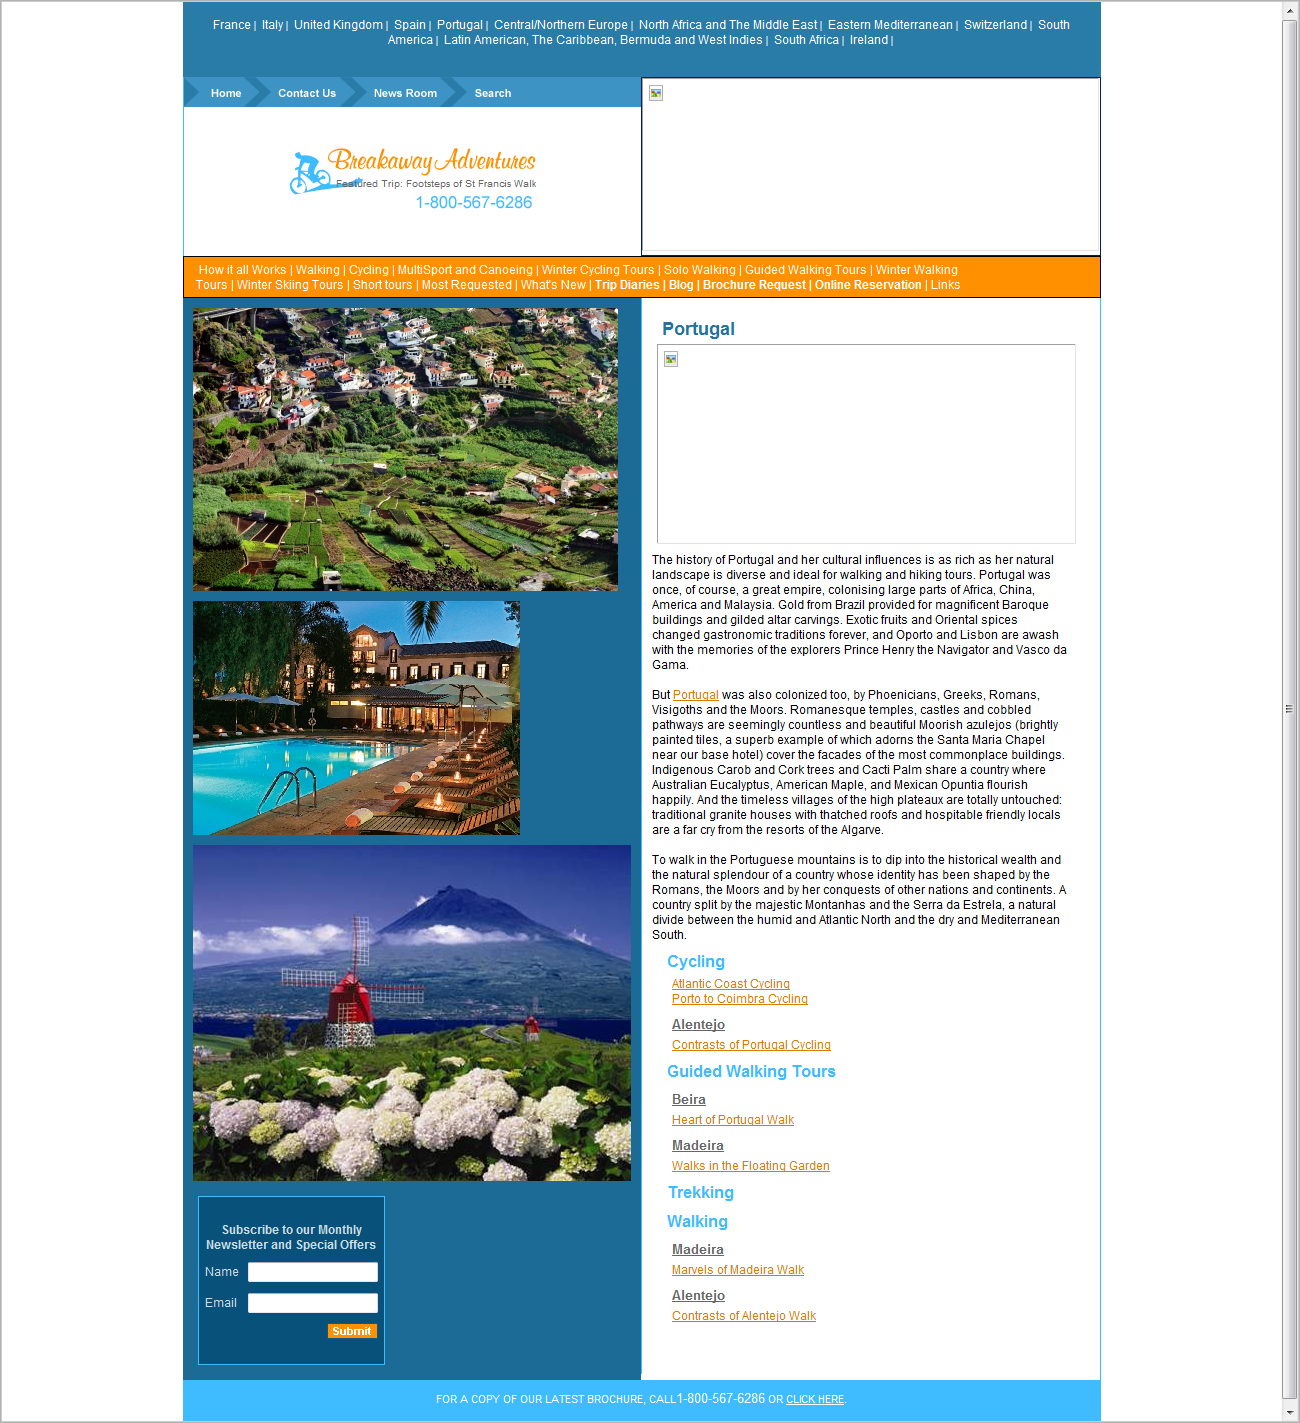 France | Italy | United Kingdom | Spain | Portugal | Central/Northern Europe | North Africa and The Middle East | Eastern Mediterranean | Switzerland | South
America | Latin American, The Caribbean, Bermuda and West Indies | South Africa | Ireland |
Home Contact Us News Room Search
Breakaway Adventures
Featured Trip: Footsteps of St Francis Walk
1-800-567-6286
How it all Works | Walking | Cycling | MultiSport and Canoeing | Winter Cycling Tours | Solo Walking | Guided Walking Tours | Winter Walking
Tours | Winter Skiing Tours | Short tours | Most Requested | What's New | Trip Diaries | Blog | Brochure Request | Online Reservation | Links
Portugal
The history of Portugal and her cultural influences is as rich as her natural
landscape is diverse and ideal for walking and hiking tours. Portugal was
once, of course, a great empire, colonising large parts of Africa, China,
America and Malaysia. Gold from Brazil provided for magnificent Baroque
buildings and gilded altar carvings. Exotic fruits and Oriental spices
changed gastronomic traditions forever, and Oporto and Lisbon are awash
with the memories of the explorers Prince Henry the Navigator and Vasco da
Gama.
But Portugal was also colonized too, by Phoenicians, Greeks, Romans,
Visigoths and the Moors. Romanesque temples, castles and cobbled
pathways are seemingly countless and beautiful Moorish azulejos (brightly
painted tiles, a superb example of which adorns the Santa Maria Chapel
near our base hotel) cover the facades of the most commonplace buildings.
Indigenous Carob and Cork trees and Cacti Palm share a country where
Australian Eucalyptus, American Maple, and Mexican Opuntia flourish
happily. And the timeless villages of the high plateaux are totally untouched:
traditional granite houses with thatched roofs and hospitable friendly locals
are a far cry from the resorts of the Algarve.
To walk in the Portuguese mountains is to dip into the historical wealth and
the natural splendour of a country whose identity has been shaped by the
Romans, the Moors and by her conquests of other nations and continents. A
country split by the majestic Montanhas and the Serra da Estrela, a natural
divide between the humid and Atlantic North and the dry and Mediterranean
South.
Cycling
Atlantic Coast Cycling
Porto to Coimbra Cycling
Alentejo
Contrasts of Portugal Cycling
Guided Walking Tours
Beira
Heart of Portugal Walk
Madeira
Walks in the Floating Garden
Trekking
Walking
Madeira
Marvels of Madeira Walk
Alentejo
Contrasts of Alentejo Walk
Subscribe to our Monthly
Newsletter and Special Offers
Name
Email
Submit
FOR A COPY OF OUR LATEST BROCHURE, CALL1-800-567-6286 OR CLICK HERE.